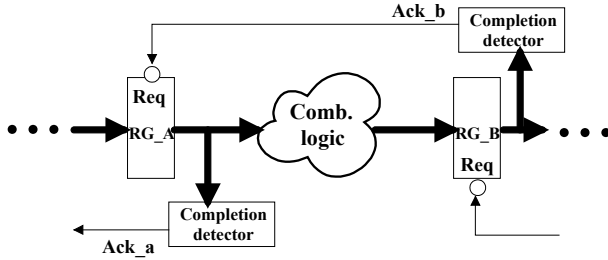 Ack_b
Completion
detector
Req
RG_A
Comb.
logic
RG_B
Req
Completion
detector
Ack_a